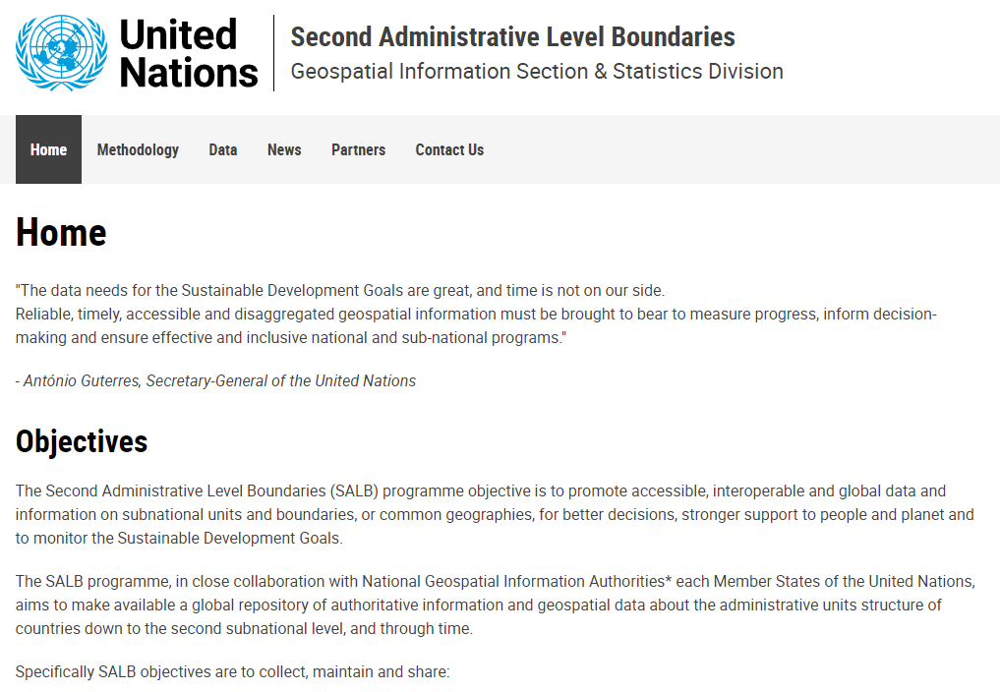 United
Nations
Second Administrative Level Boundaries
Geospatial Information Section & Statistics Division
Home
Methodology
Data
News
Partners
Contact Us
Home
"The data needs for the Sustainable Development Goals are great, and time is not on our side.
Reliable, timely, accessible and disaggregated geospatial information must be brought to bear to measure progress, inform decision-
making and ensure effective and inclusive national and sub-national programs."
- António Guterres, Secretary-General of the United Nations
Objectives
The Second Administrative Level Boundaries (SALB) programme objective is to promote accessible, interoperable and global data and
information on subnational units and boundaries, or common geographies, for better decisions, stronger support to people and planet and
to monitor the Sustainable Development Goals.
The SALB programme, in close collaboration with National Geospatial Information Authorities* each Member States of the United Nations,
aims to make available a global repository of authoritative information and geospatial data about the administrative units structure of
countries down to the second subnational level, and through time.
Specifically SALB objectives are to collect, maintain and share: